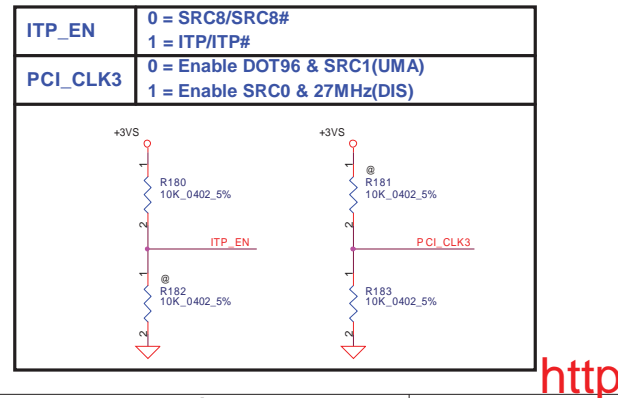 ITP_EN
0 = SRC8/SRC8#
1 = ITP/ITP#
PCI_CLK3
0 = Enable DOT96 & SRC1(UMA)
1 = Enable SRC0 & 27MHz(DIS)
+3VS
1
R180
10K_0402_5%
2
ITP_EN
1
@
R182
10K_0402_5%
2
+3VS
1
@
R181
10K_0402_5%
2
PCI_CLK3
1
R183
10K_0402_5%
2
http